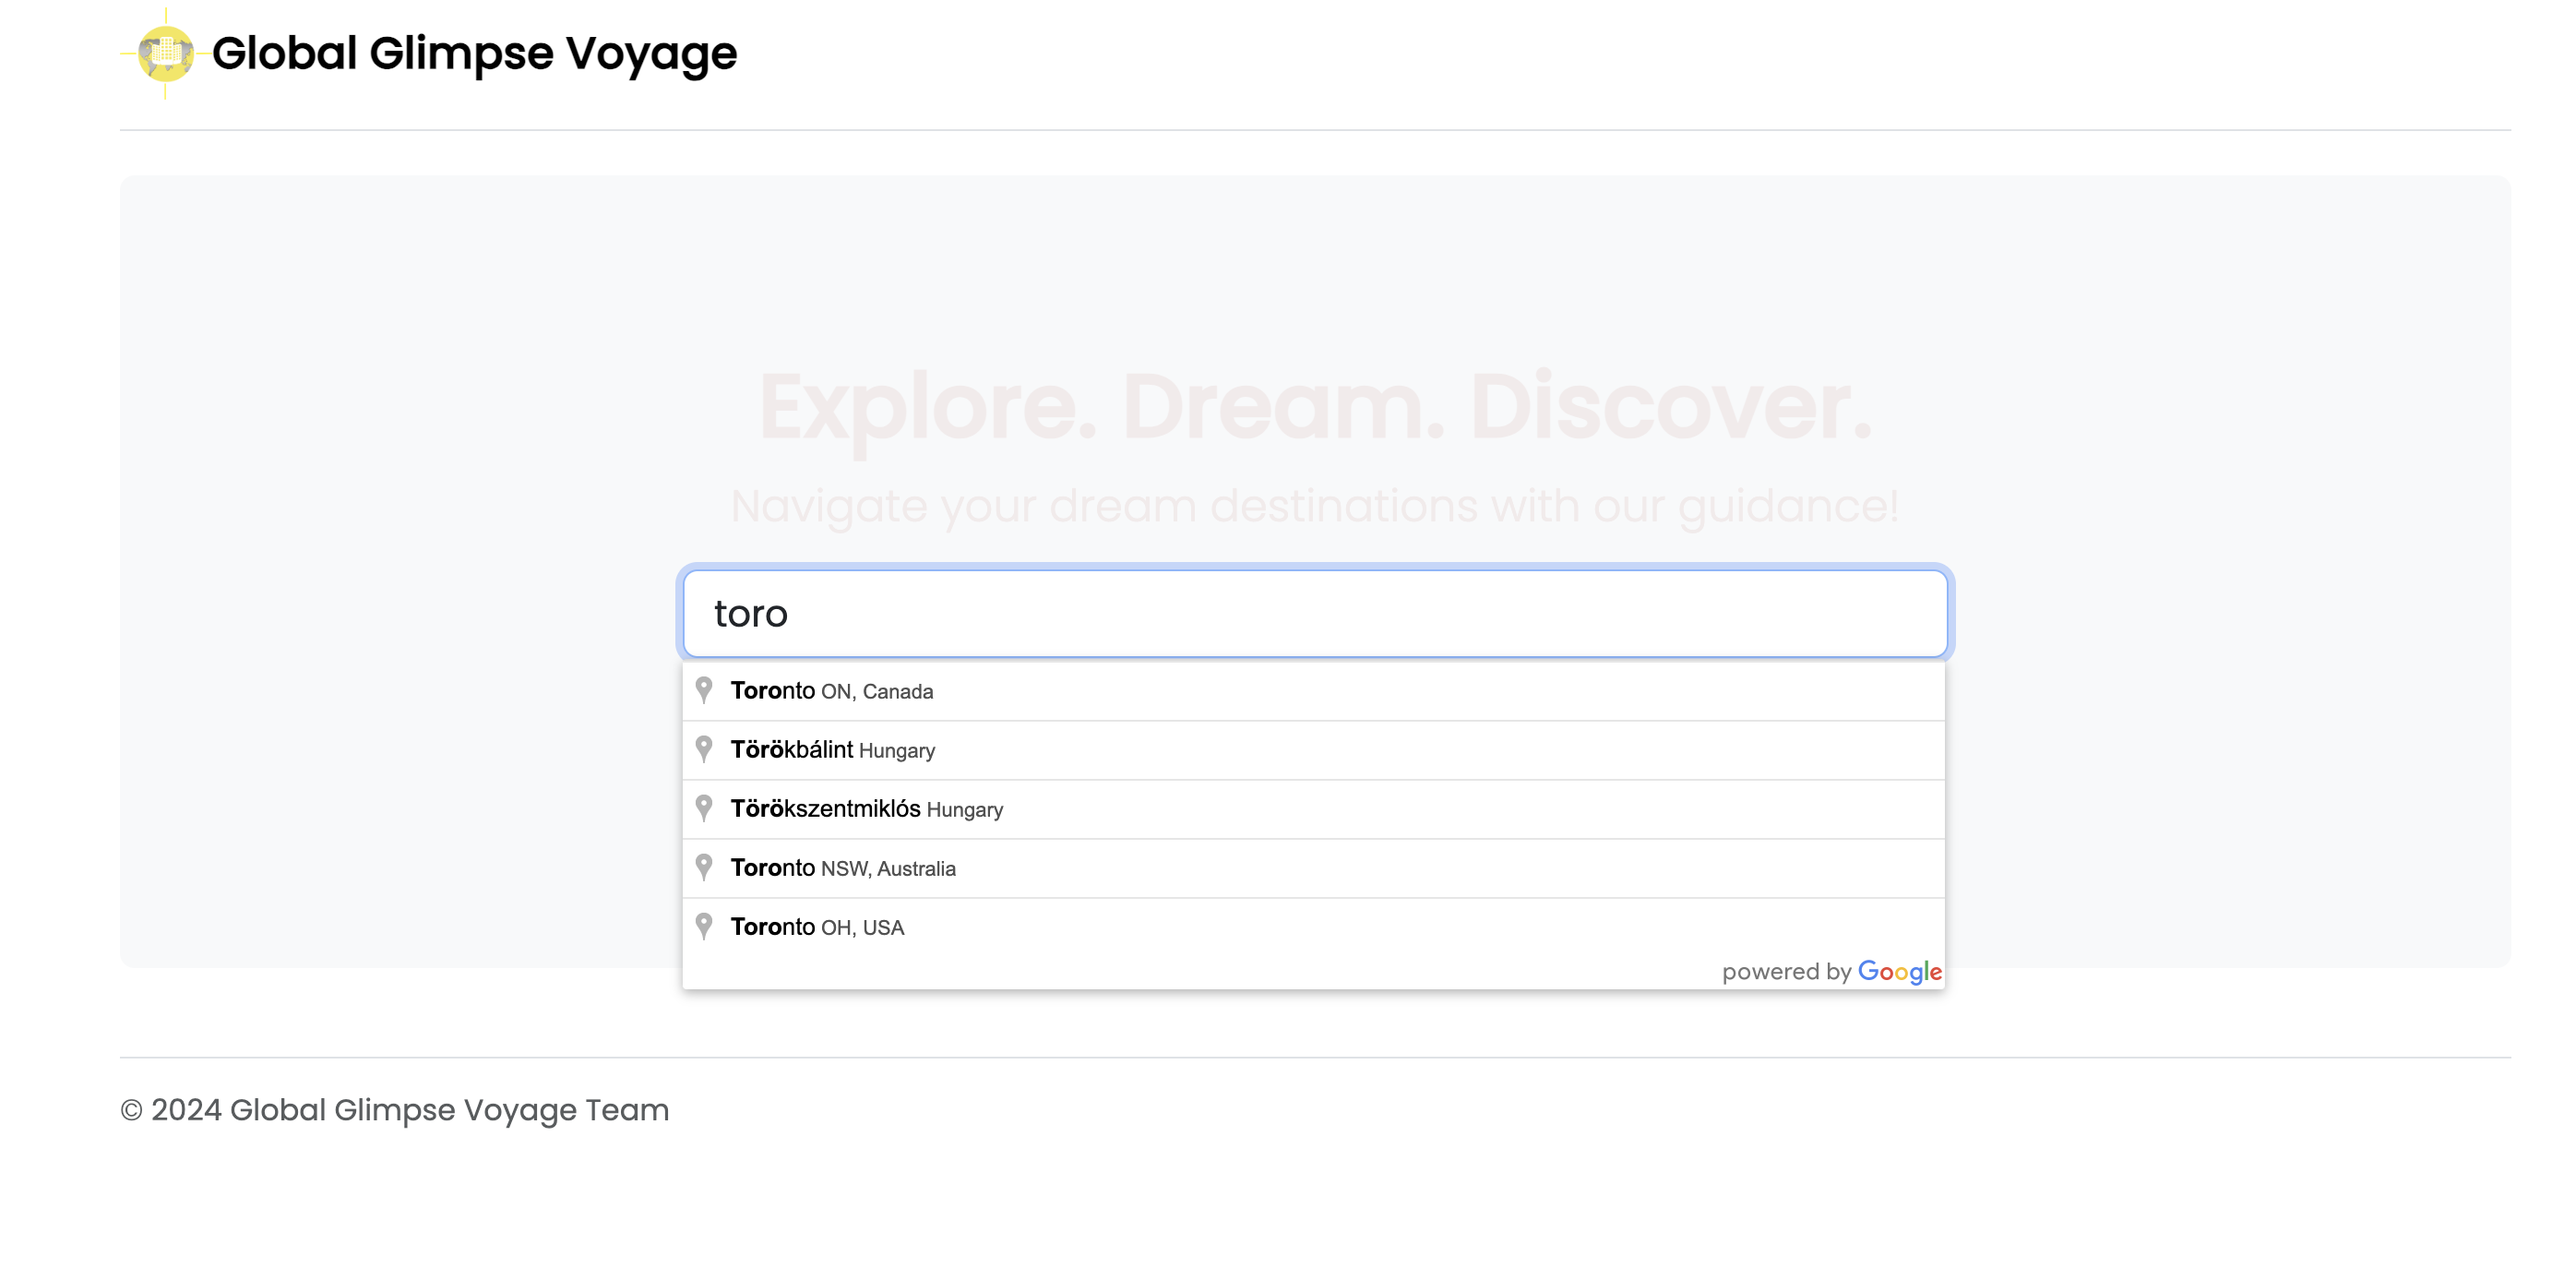 Global Glimpse Voyage
Explore. Dream. Discover.
Navigate your dream destinations with our guidance!
toro
Toronto ON, Canada
Törökbálint Hungary
Törökszentmiklós Hungary
Toronto NSW, Australia
Toronto OH, USA
powered by Google
© 2024 Global Glimpse Voyage Team